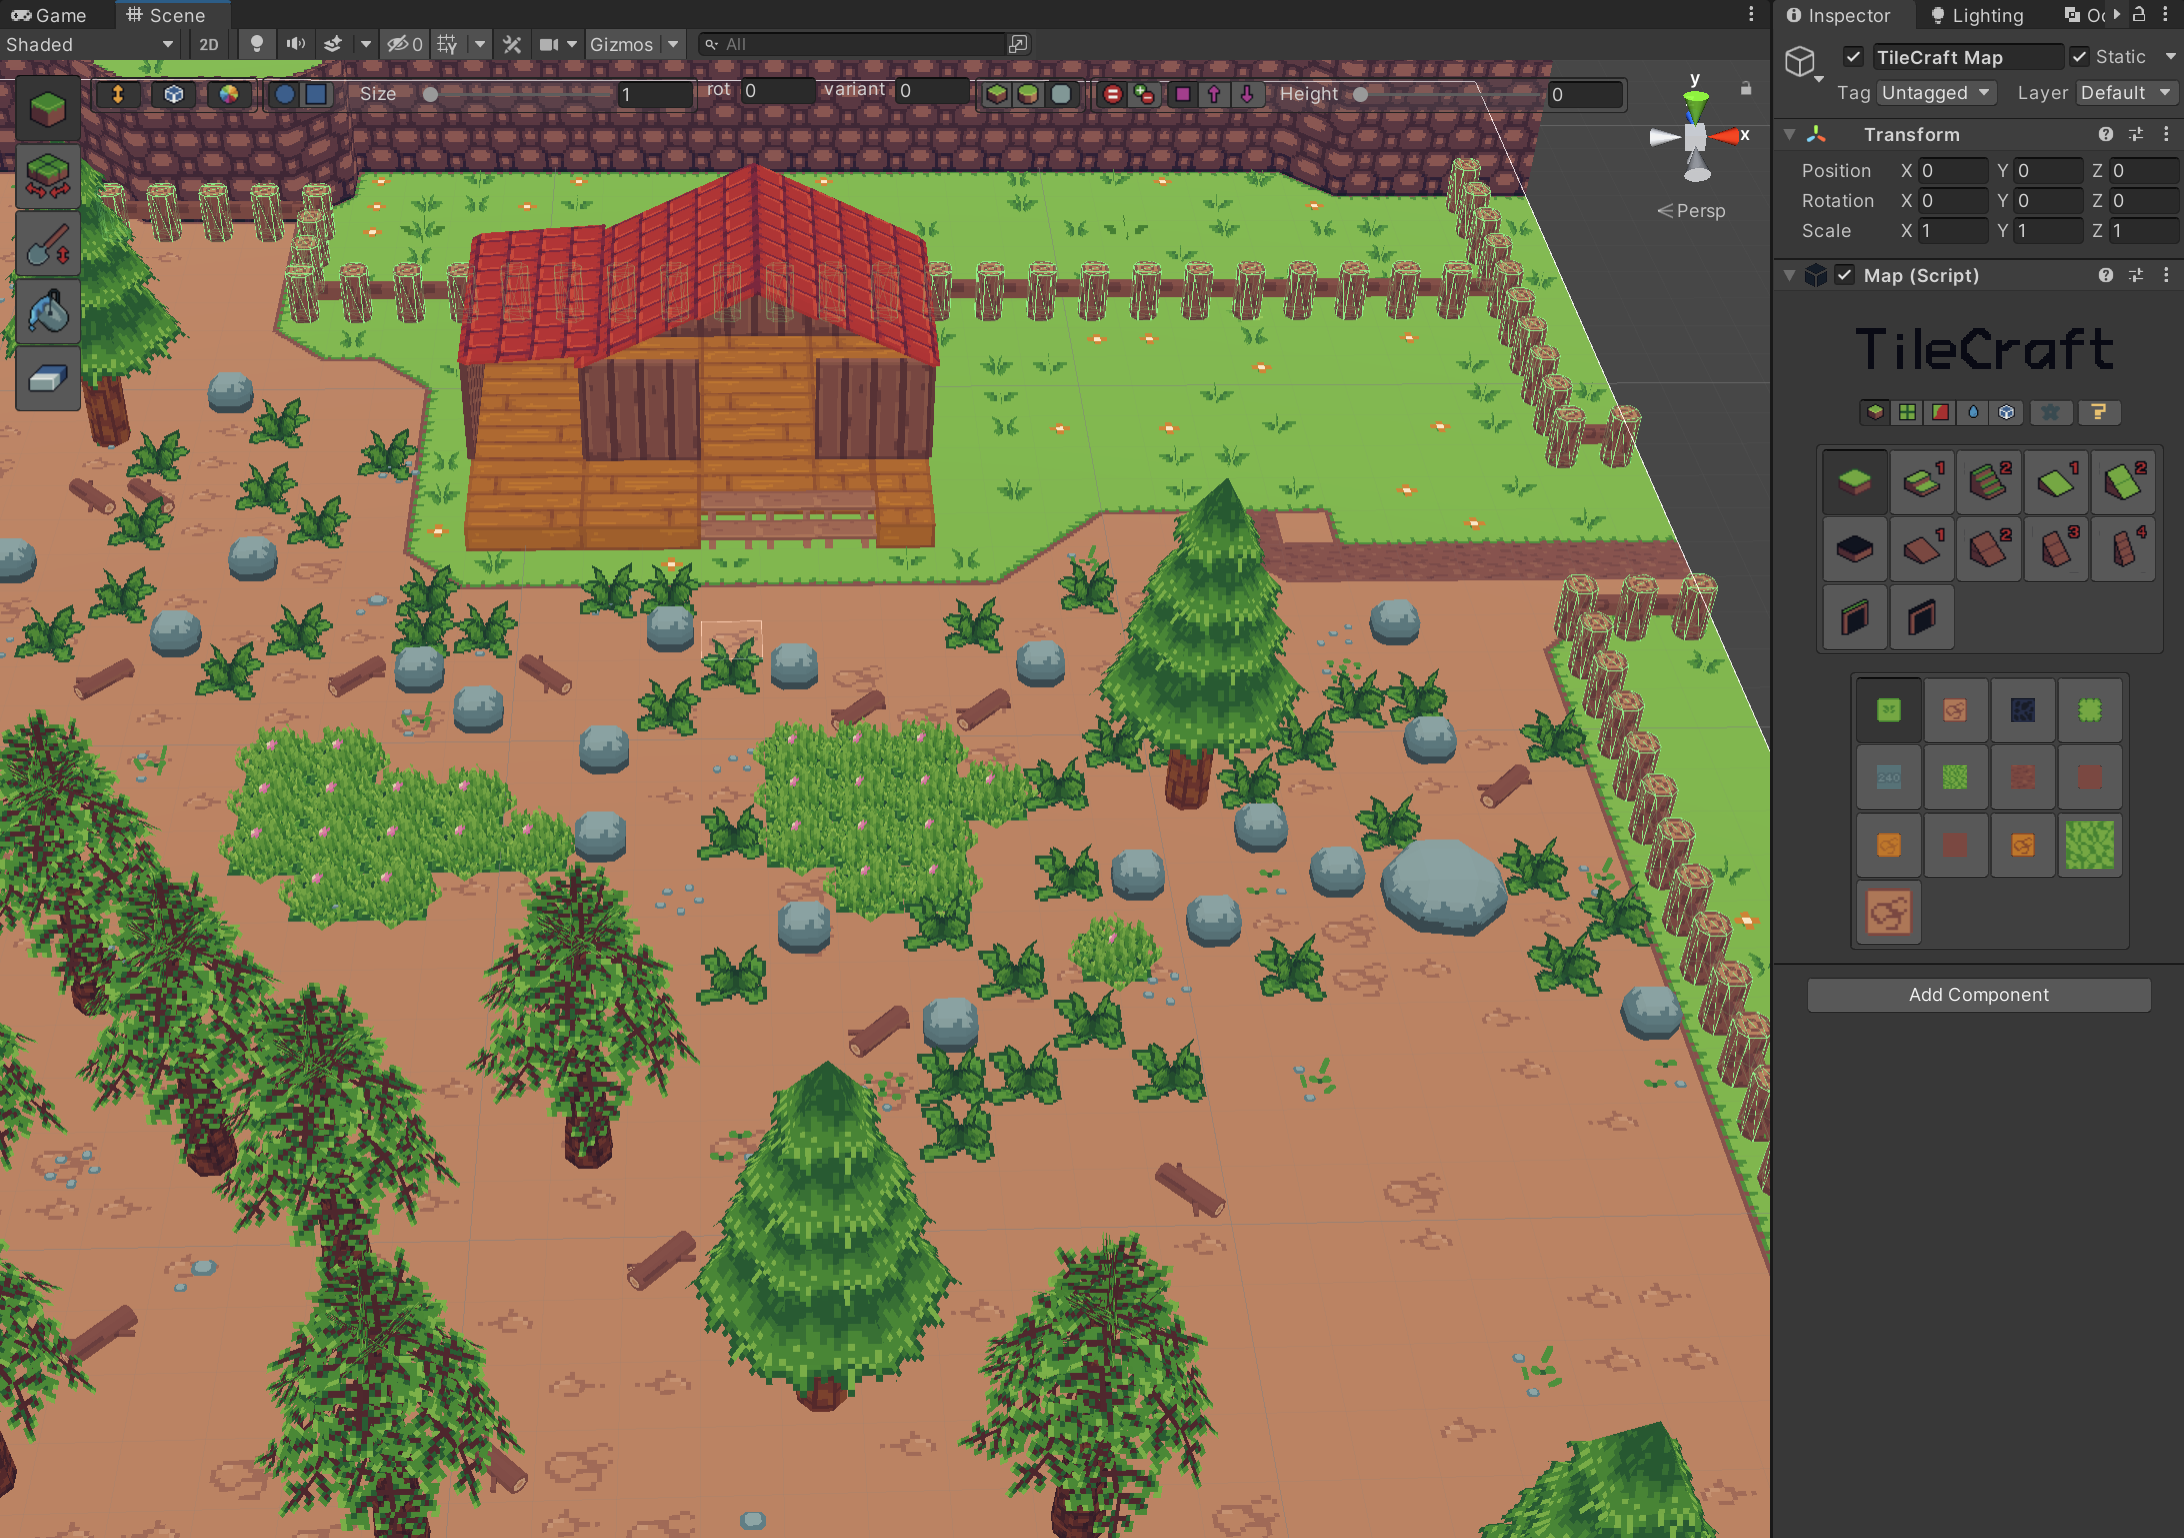 Game
Scene
Inspector
Lighting
Shaded
2D
0
Gizmos
All
TileCraft Map
Static
Tag Untagged
Layer Default
Size 1 rot 0 variant 0
Height 0
y
x
Persp
Transform
Position X 0 Y 0 Z 0
Rotation X 0 Y 0 Z 0
Scale X 1 Y 1 Z 1
Map (Script)
TileCraft
1 2 1 2
1 2 3 4
240
Add Component